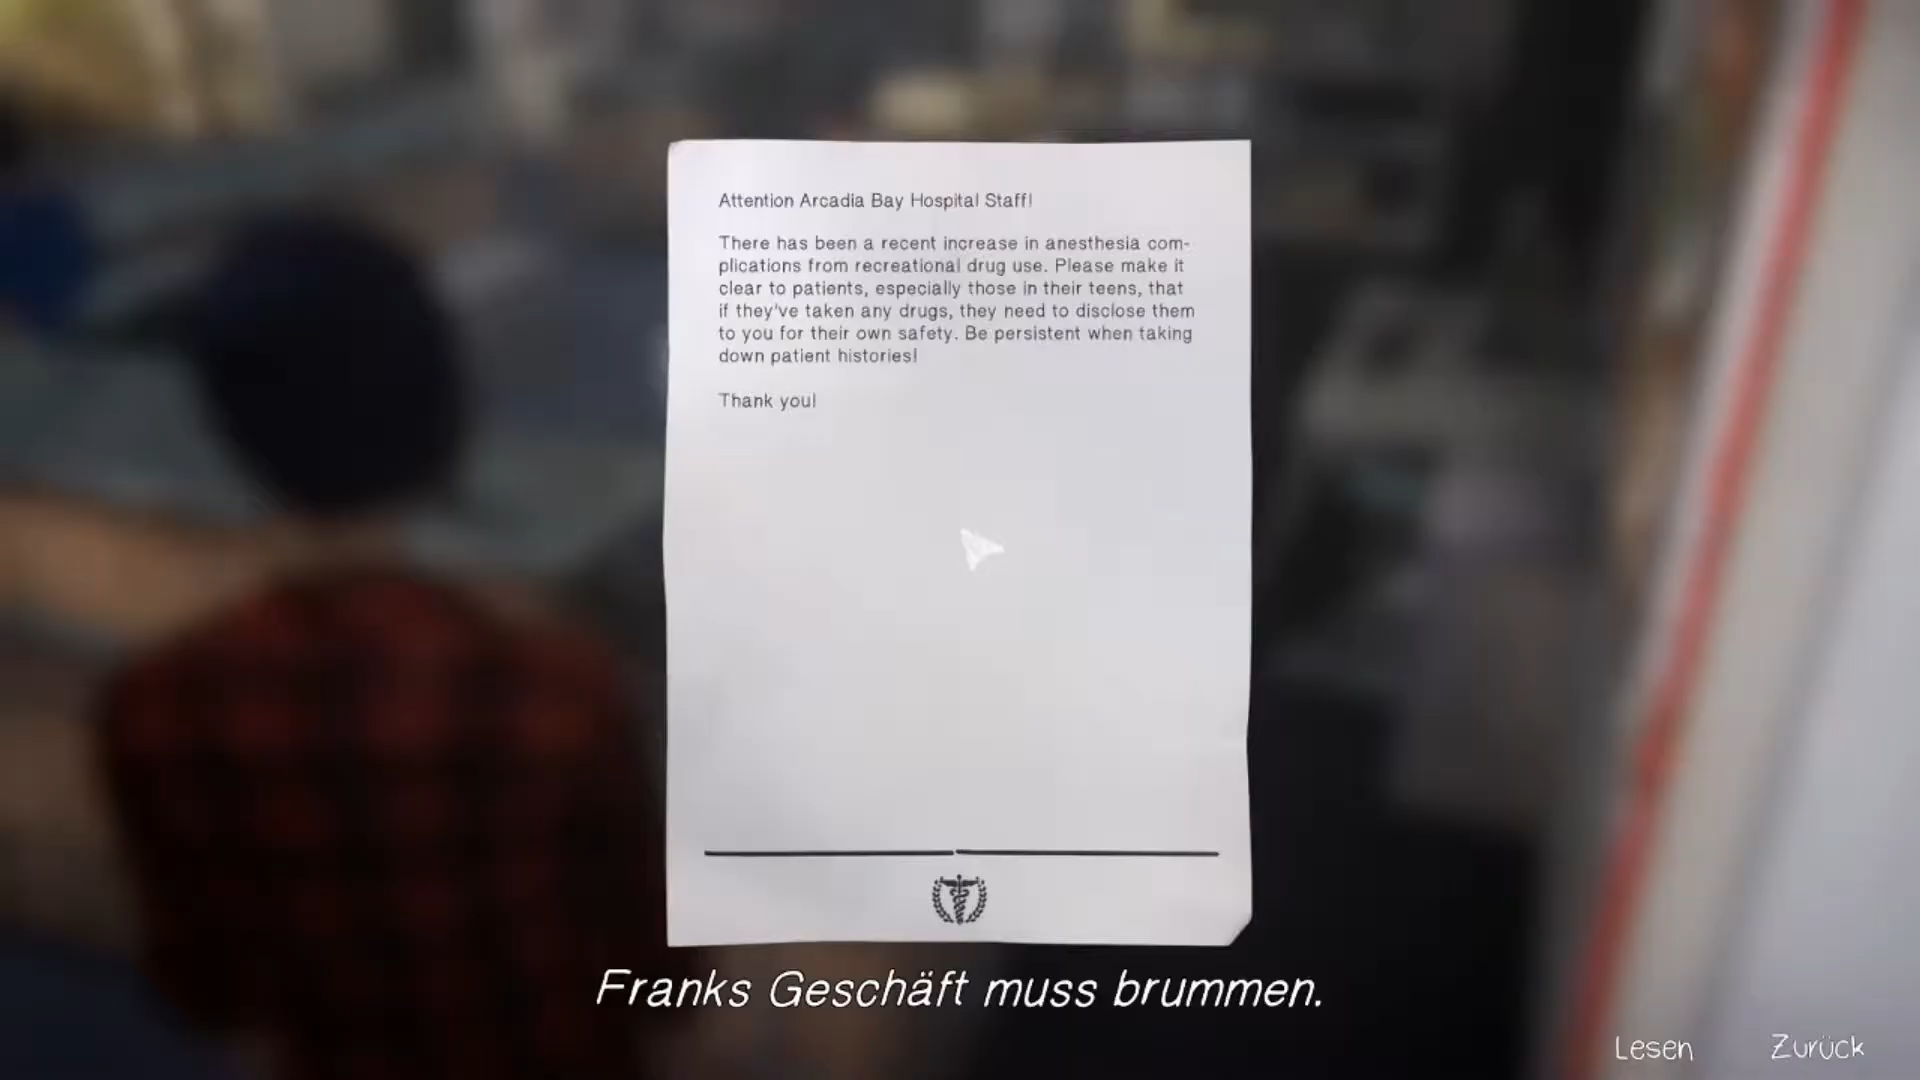 Attention Arcadia Bay Hospital Staff!
There has been a recent increase in anesthesia com-
plications from recreational drug use. Please make it
clear to patients, especially those in their teens, that
if they've taken any drugs, they need to disclose them
to you for their own safety. Be persistent when taking
down patient histories!
Thank you!
Franks Geschäft muss brummen.
Lesen Zurück